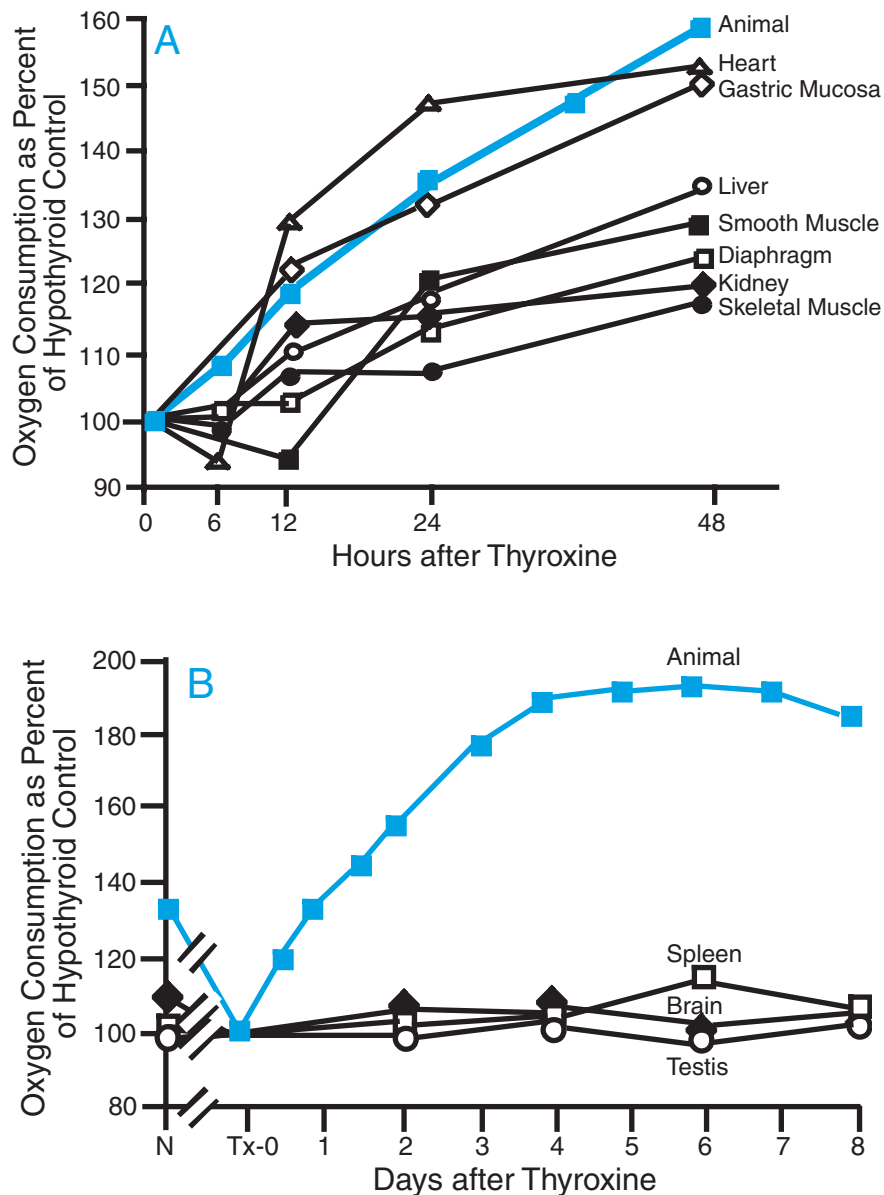 A
Oxygen Consumption as Percent
of Hypothyroid Control
160
150
140
130
120
110
100
90
Animal
Heart
Gastric Mucosa
Liver
Smooth Muscle
Diaphragm
Kidney
Skeletal Muscle
0 6 12 24 48
Hours after Thyroxine
B
Oxygen Consumption as Percent
of Hypothyroid Control
200
180
160
140
120
100
80
Animal
Spleen
Brain
Testis
N Tx-0 1 2 3 4 5 6 7 8
Days after Thyroxine